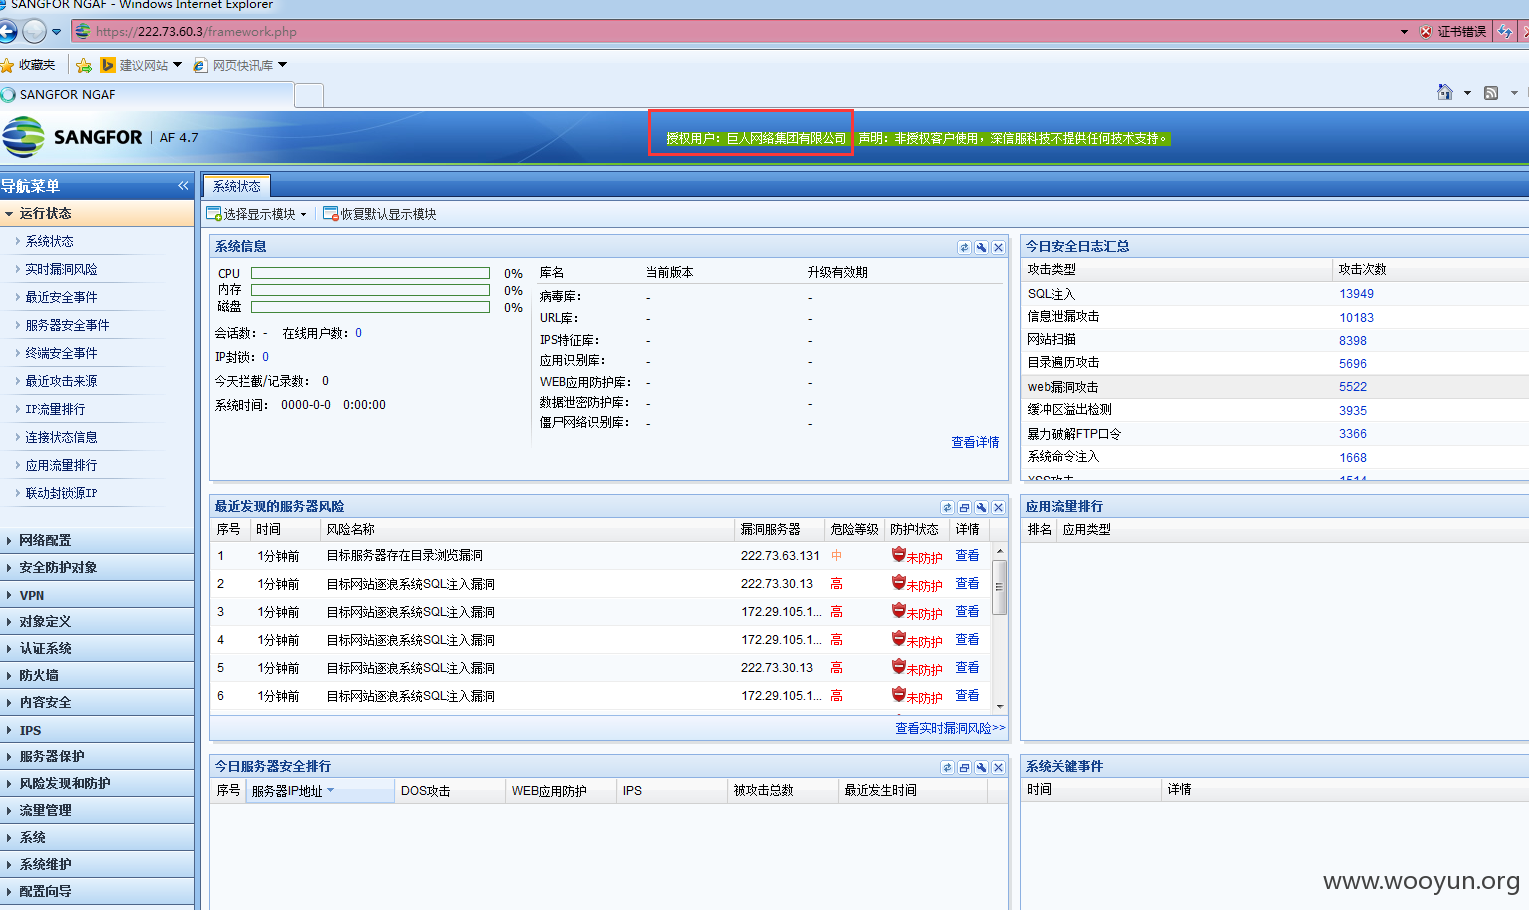 SANGFOR NGAF - Windows Internet Explorer
https://222.73.60.3/framework.php
证书错误
收藏夹
建议网站
网页快讯库
SANGFOR NGAF
SANGFOR AF 4.7
授权用户：巨人网络集团有限公司 声明：非授权客户使用，深信服科技不提供任何技术支持。
导航菜单
运行状态
系统状态
实时漏洞风险
最近安全事件
服务器安全事件
终端安全事件
最近攻击来源
IP流量排行
连接状态信息
应用流量排行
联动封锁源IP
网络配置
安全防护对象
VPN
对象定义
认证系统
防火墙
内容安全
IPS
服务器保护
风险发现和防护
流量管理
系统
系统维护
配置向导
系统状态
选择显示模块
恢复默认显示模块
系统信息
CPU 0%
内存 0%
磁盘 0%
会话数： - 在线用户数： 0
IP封锁： 0
今天拦截/记录数： 0
系统时间： 0000-0-0 0:00:00
库名 当前版本 升级有效期
病毒库： - -
URL库： - -
IPS特征库： - -
应用识别库： - -
WEB应用防护库： - -
数据泄密防护库： - -
僵尸网络识别库： - -
查看详情
今日安全日志汇总
攻击类型 攻击次数
SQL注入 13949
信息泄漏攻击 10183
网站扫描 8398
目录遍历攻击 5696
web漏洞攻击 5522
缓冲区溢出检测 3935
暴力破解FTP口令 3366
系统命令注入 1668
XSS攻击 1514
最近发现的服务器风险
序号 时间 风险名称 漏洞服务器 危险等级 防护状态 详情
1 1分钟前 目标服务器存在目录浏览漏洞 222.73.63.131 中 未防护 查看
2 1分钟前 目标网站逐浪系统SQL注入漏洞 222.73.30.13 高 未防护 查看
3 1分钟前 目标网站逐浪系统SQL注入漏洞 172.29.105.1... 高 未防护 查看
4 1分钟前 目标网站逐浪系统SQL注入漏洞 172.29.105.1... 高 未防护 查看
5 1分钟前 目标网站逐浪系统SQL注入漏洞 222.73.30.13 高 未防护 查看
6 1分钟前 目标网站逐浪系统SQL注入漏洞 172.29.105.1... 高 未防护 查看
查看实时漏洞风险>>
应用流量排行
排名 应用类型
今日服务器安全排行
序号 服务器IP地址 DOS攻击 WEB应用防护 IPS 被攻击总数 最近发生时间
系统关键事件
时间 详情
www.wooyun.org